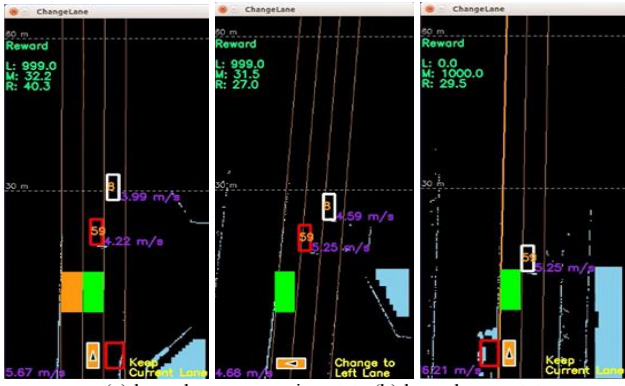 ChangeLane
60 m
Reward
L: 999.0
M: 32.2
R: 40.3
30 m
8
5.99 m/s
59
4.22 m/s
5.67 m/s
Keep
Current Lane
ChangeLane
60 m
Reward
L: 999.0
M: 31.5
R: 27.0
30 m
8
4.59 m/s
59
5.25 m/s
4.68 m/s
Change to
Left Lane
ChangeLane
60 m
Reward
L: 0.0
M: 1000.0
R: 29.5
30 m
59
5.25 m/s
6.21 m/s
Keep
Current Lane